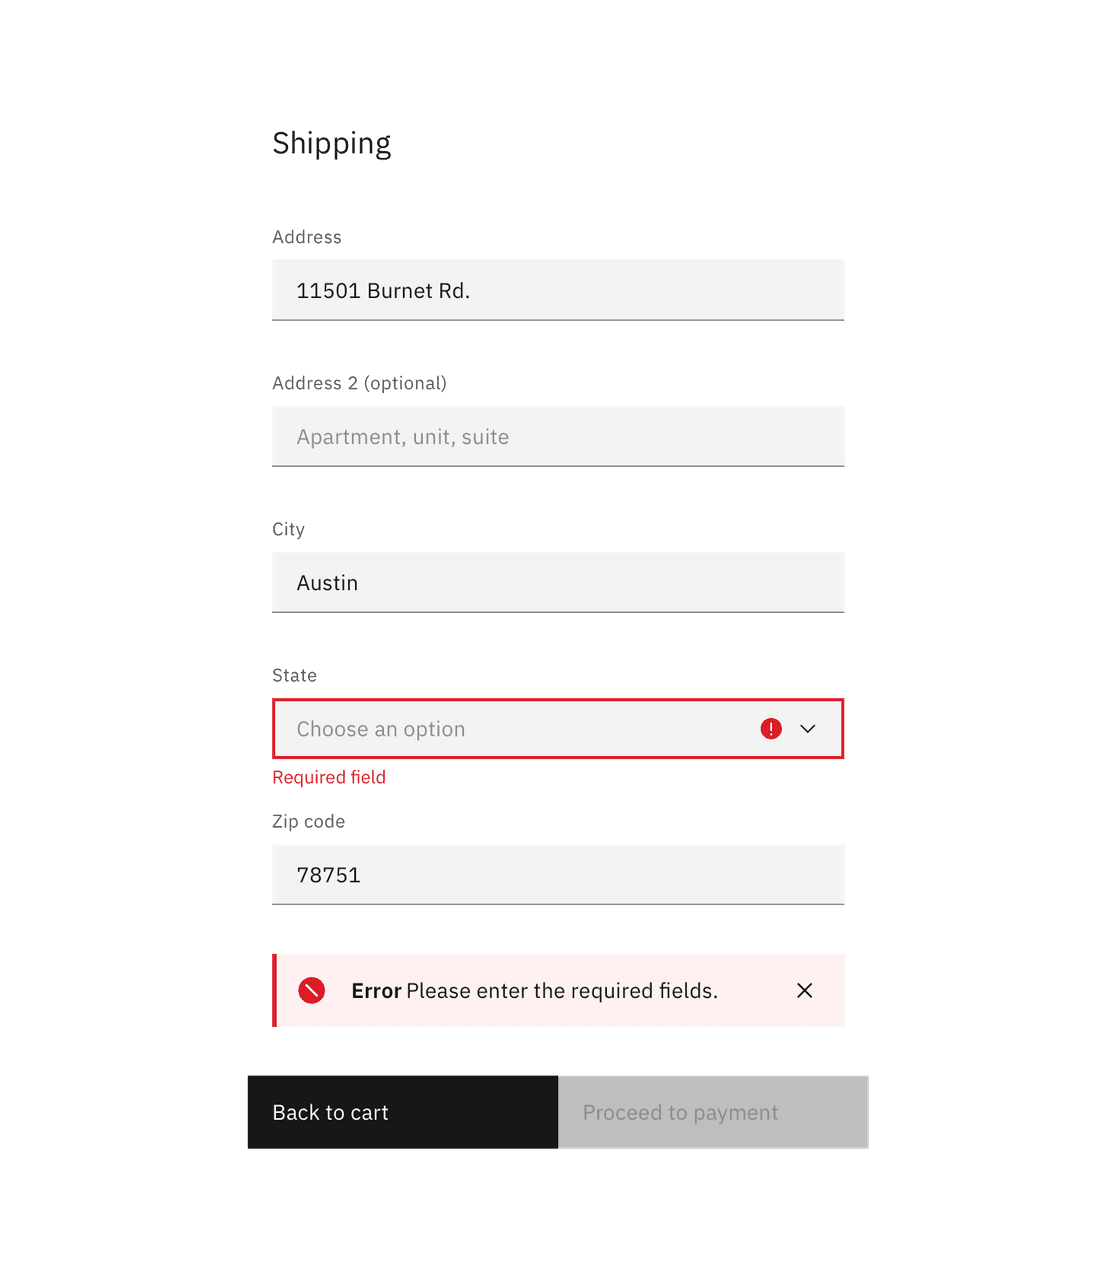 Shipping
Address
11501 Burnet Rd.
Address 2 (optional)
Apartment, unit, suite
City
Austin
State
Choose an option
Required field
Zip code
78751
Error Please enter the required fields.
Back to cart
Proceed to payment